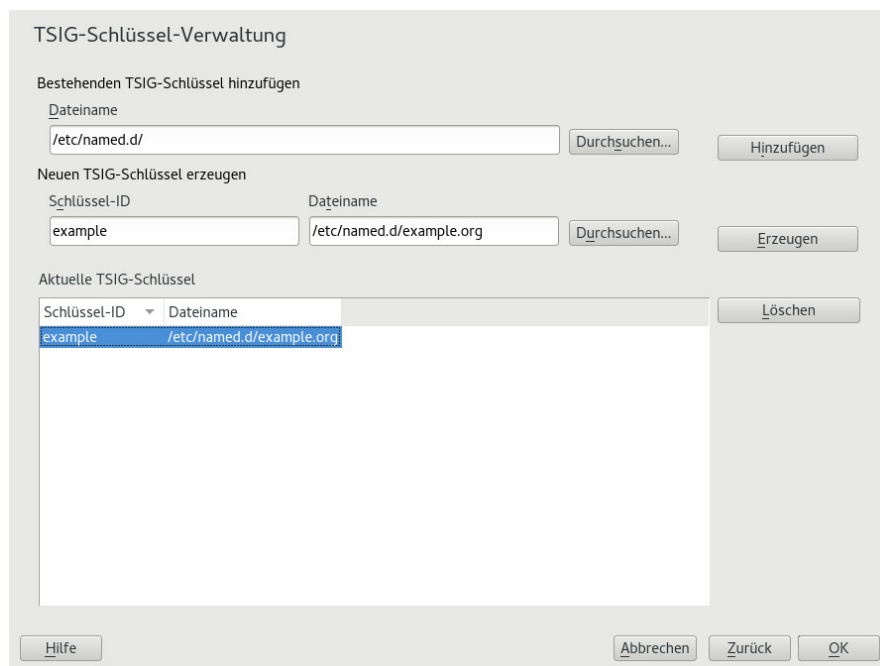 TSIG-Schlüssel-Verwaltung
Bestehenden TSIG-Schlüssel hinzufügen
Dateiname
/etc/named.d/ Durchsuchen... Hinzufügen
Neuen TSIG-Schlüssel erzeugen
Schlüssel-ID Dateiname
example /etc/named.d/example.org Durchsuchen... Erzeugen
Aktuelle TSIG-Schlüssel
Schlüssel-ID Dateiname Löschen
example /etc/named.d/example.org
Hilfe Abbrechen Zurück OK